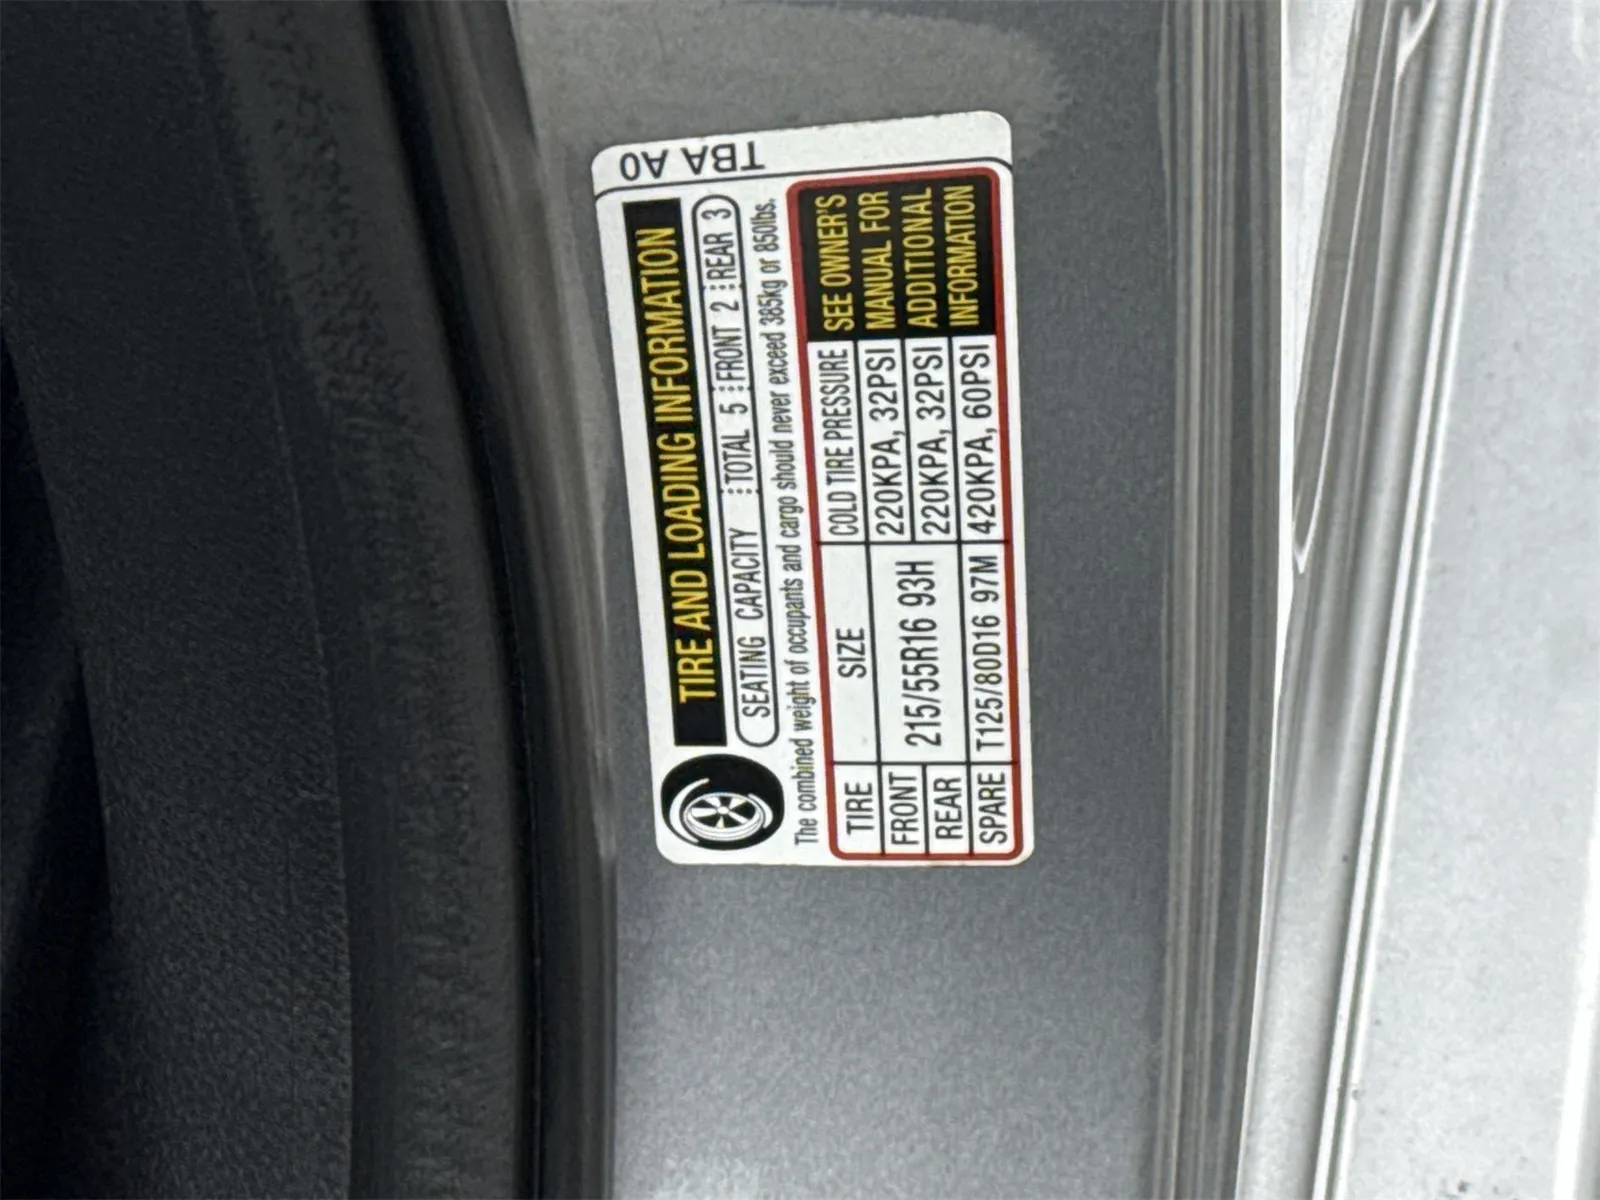 TBA A0
TIRE AND LOADING INFORMATION
SEATING CAPACITY TOTAL 5 FRONT 2 REAR 3
The combined weight of occupants and cargo should never exceed 385kg or 850lbs.
TIRE SIZE COLD TIRE PRESSURE
FRONT 215/55R16 93H 220KPA, 32PSI
REAR 220KPA, 32PSI
SPARE T125/80D16 97M 420KPA, 60PSI
SEE OWNER'S
MANUAL FOR
ADDITIONAL
INFORMATION